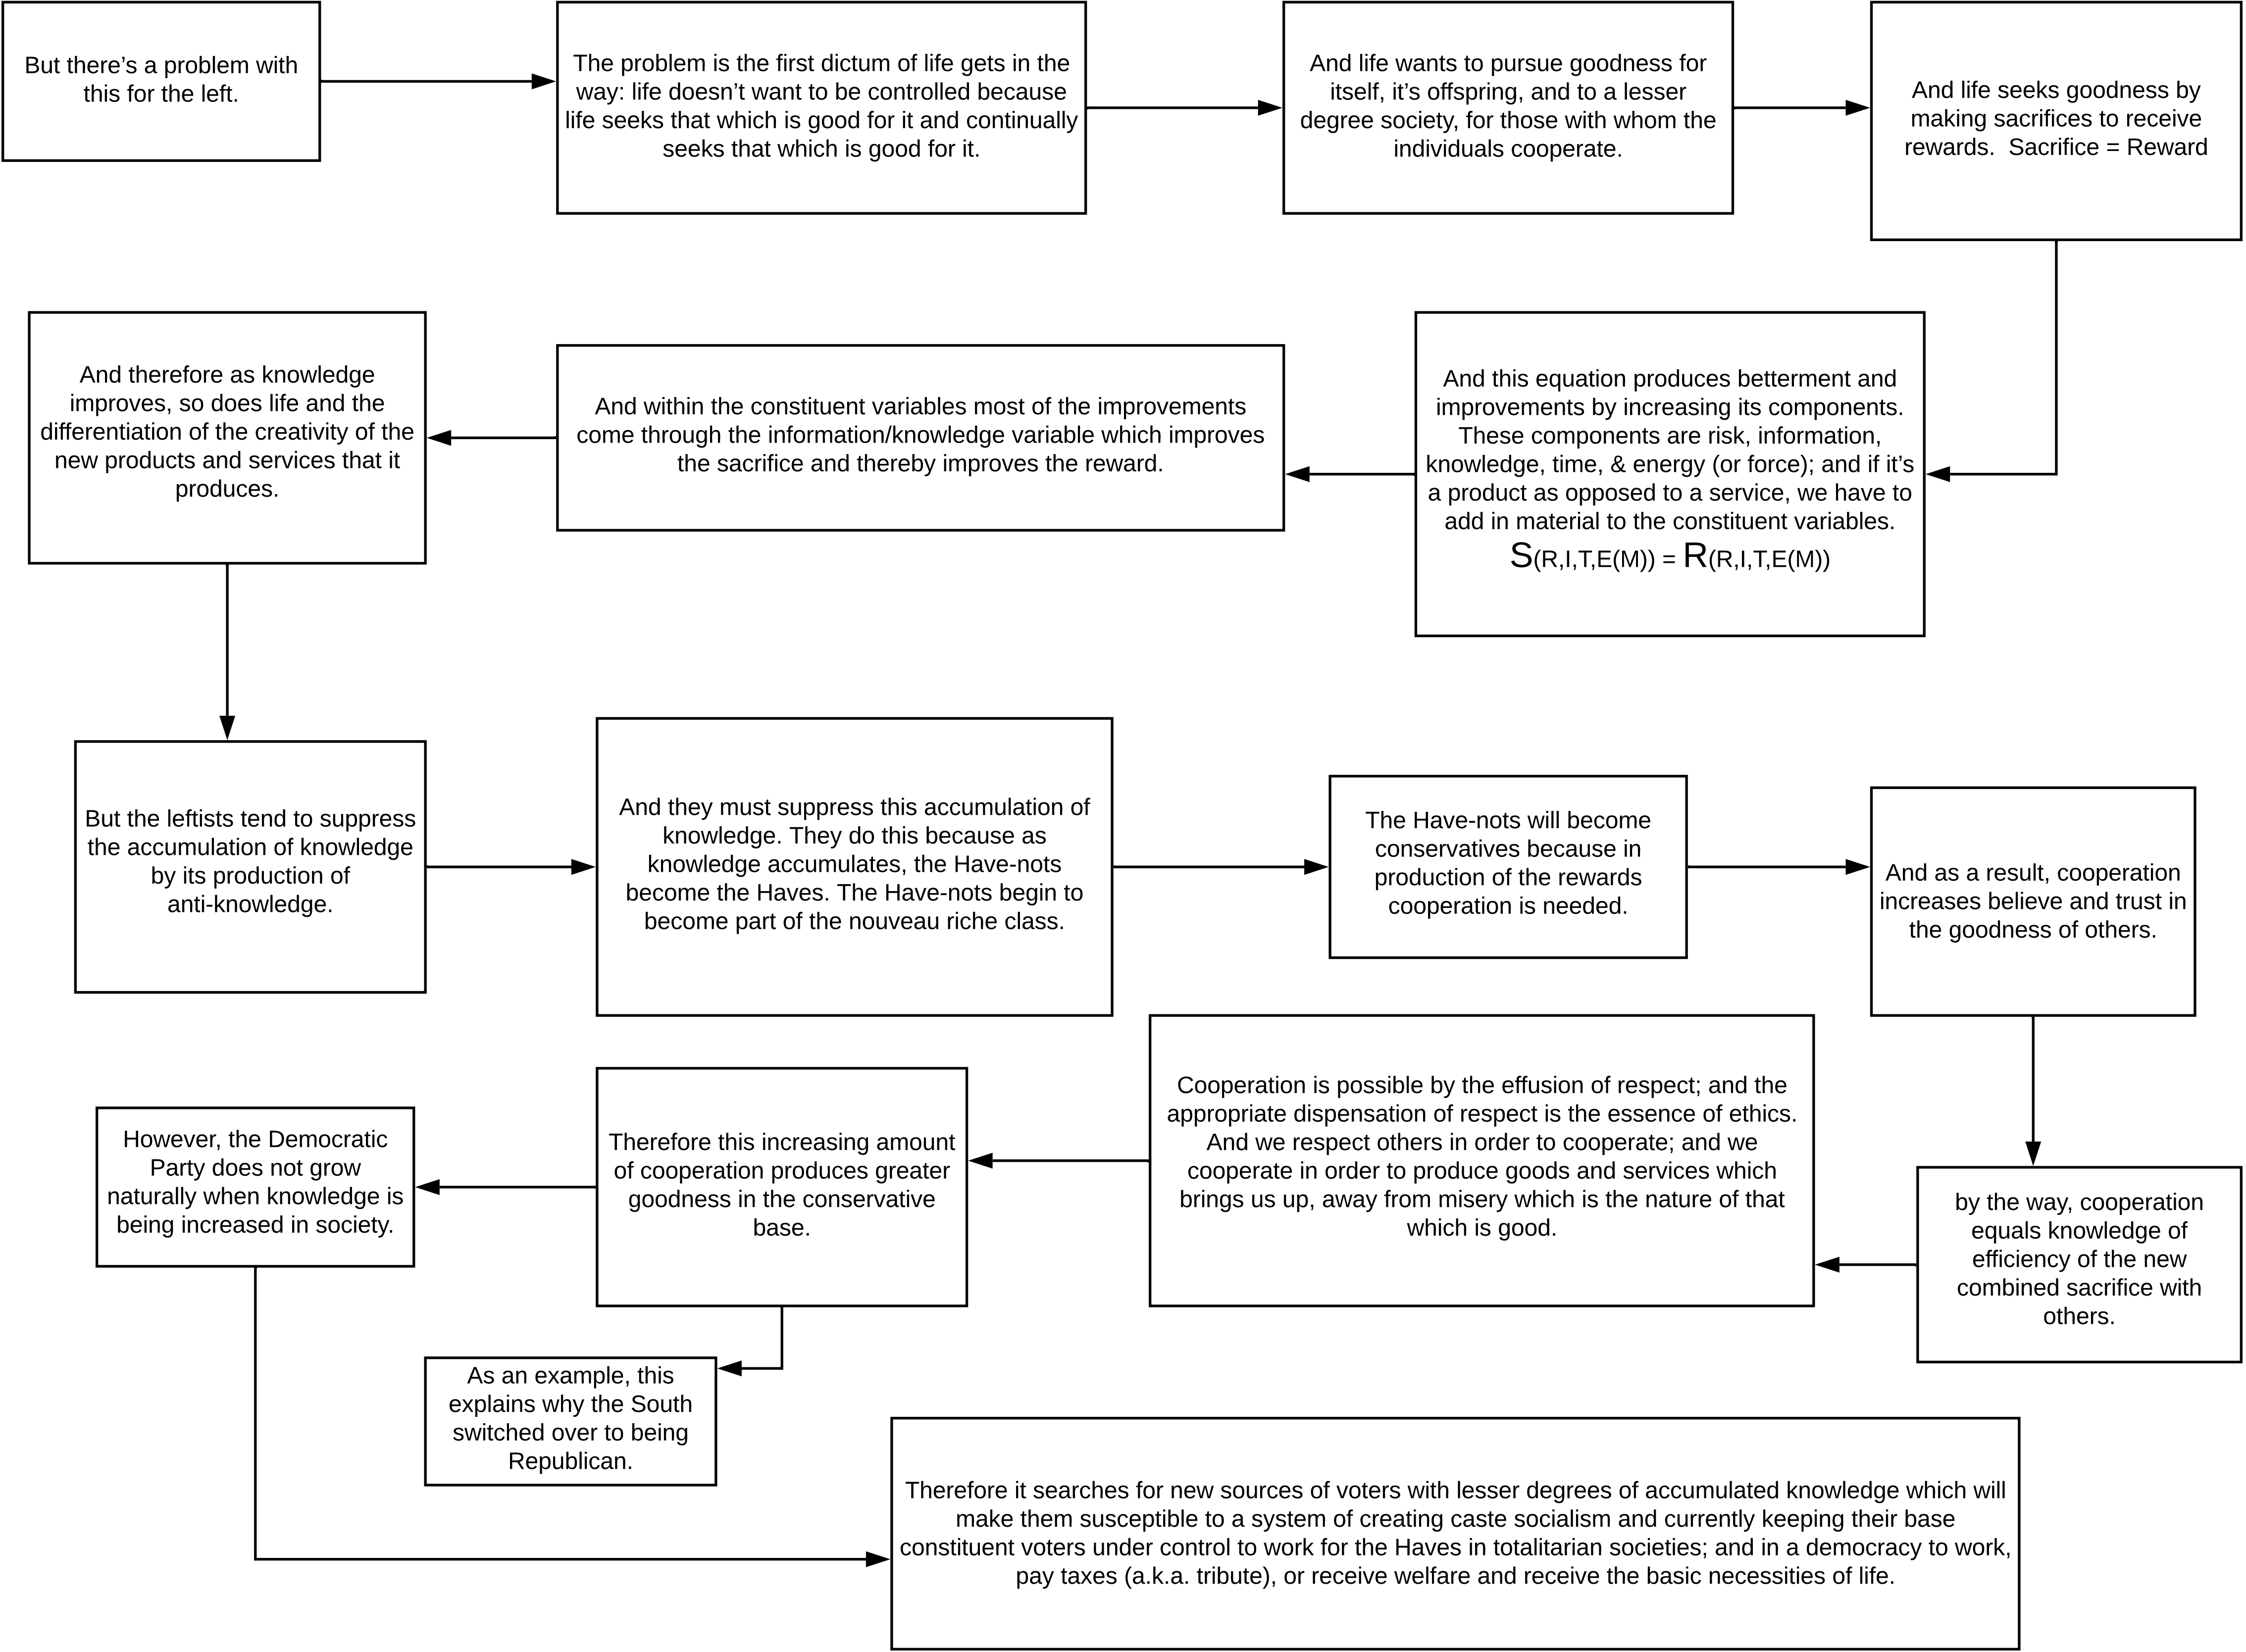 But there’s a problem with
this for the left.
The problem is the first dictum of life gets in the
way: life doesn’t want to be controlled because
life seeks that which is good for it and continually
seeks that which is good for it.
And life wants to pursue goodness for
itself, it’s offspring, and to a lesser
degree society, for those with whom the
individuals cooperate.
And life seeks goodness by
making sacrifices to receive
rewards.  Sacrifice = Reward
And this equation produces betterment and
improvements by increasing its components.
These components are risk, information,
knowledge, time, & energy (or force); and if it’s
a product as opposed to a service, we have to
add in material to the constituent variables.
S(R,I,T,E(M)) = R(R,I,T,E(M))
And within the constituent variables most of the improvements
come through the information/knowledge variable which improves
the sacrifice and thereby improves the reward.
And therefore as knowledge
improves, so does life and the
differentiation of the creativity of the
new products and services that it
produces.
But the leftists tend to suppress
the accumulation of knowledge
by its production of
anti-knowledge.
And they must suppress this accumulation of
knowledge. They do this because as
knowledge accumulates, the Have-nots
become the Haves. The Have-nots begin to
become part of the nouveau riche class.
The Have-nots will become
conservatives because in
production of the rewards
cooperation is needed.
And as a result, cooperation
increases believe and trust in
the goodness of others.
by the way, cooperation
equals knowledge of
efficiency of the new
combined sacrifice with
others.
Cooperation is possible by the effusion of respect; and the
appropriate dispensation of respect is the essence of ethics.
And we respect others in order to cooperate; and we
cooperate in order to produce goods and services which
brings us up, away from misery which is the nature of that
which is good.
Therefore this increasing amount
of cooperation produces greater
goodness in the conservative
base.
As an example, this
explains why the South
switched over to being
Republican.
However, the Democratic
Party does not grow
naturally when knowledge is
being increased in society.
Therefore it searches for new sources of voters with lesser degrees of accumulated knowledge which will
make them susceptible to a system of creating caste socialism and currently keeping their base
constituent voters under control to work for the Haves in totalitarian societies; and in a democracy to work,
pay taxes (a.k.a. tribute), or receive welfare and receive the basic necessities of life.